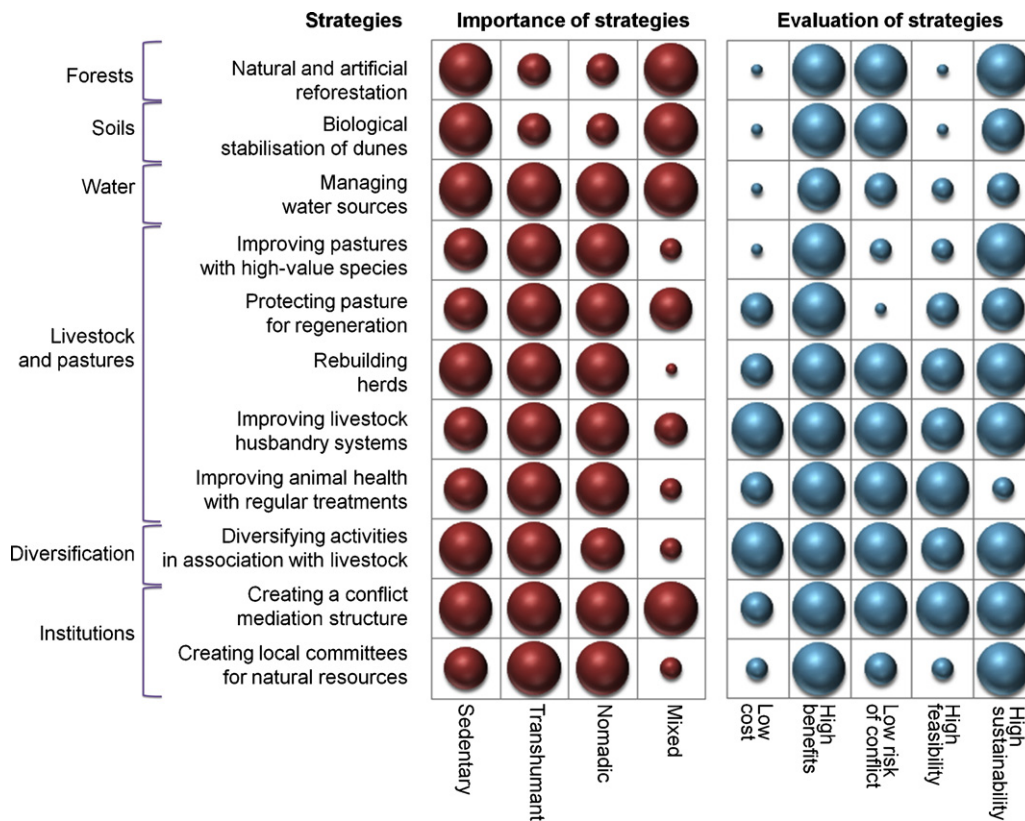 Strategies
Importance of strategies
Evaluation of strategies
Forests
Natural and artificial
reforestation
Soils
Biological
stabilisation of dunes
Water
Managing
water sources
Livestock
and pastures
Improving pastures
with high-value species
Protecting pasture
for regeneration
Rebuilding
herds
Improving livestock
husbandry systems
Improving animal health
with regular treatments
Diversification
Diversifying activities
in association with livestock
Institutions
Creating a conflict
mediation structure
Creating local committees
for natural resources
Sedentary
Transhumant
Nomadic
Mixed
Low
cost
High
benefits
Low risk
of conflict
High
feasibility
High
sustainability